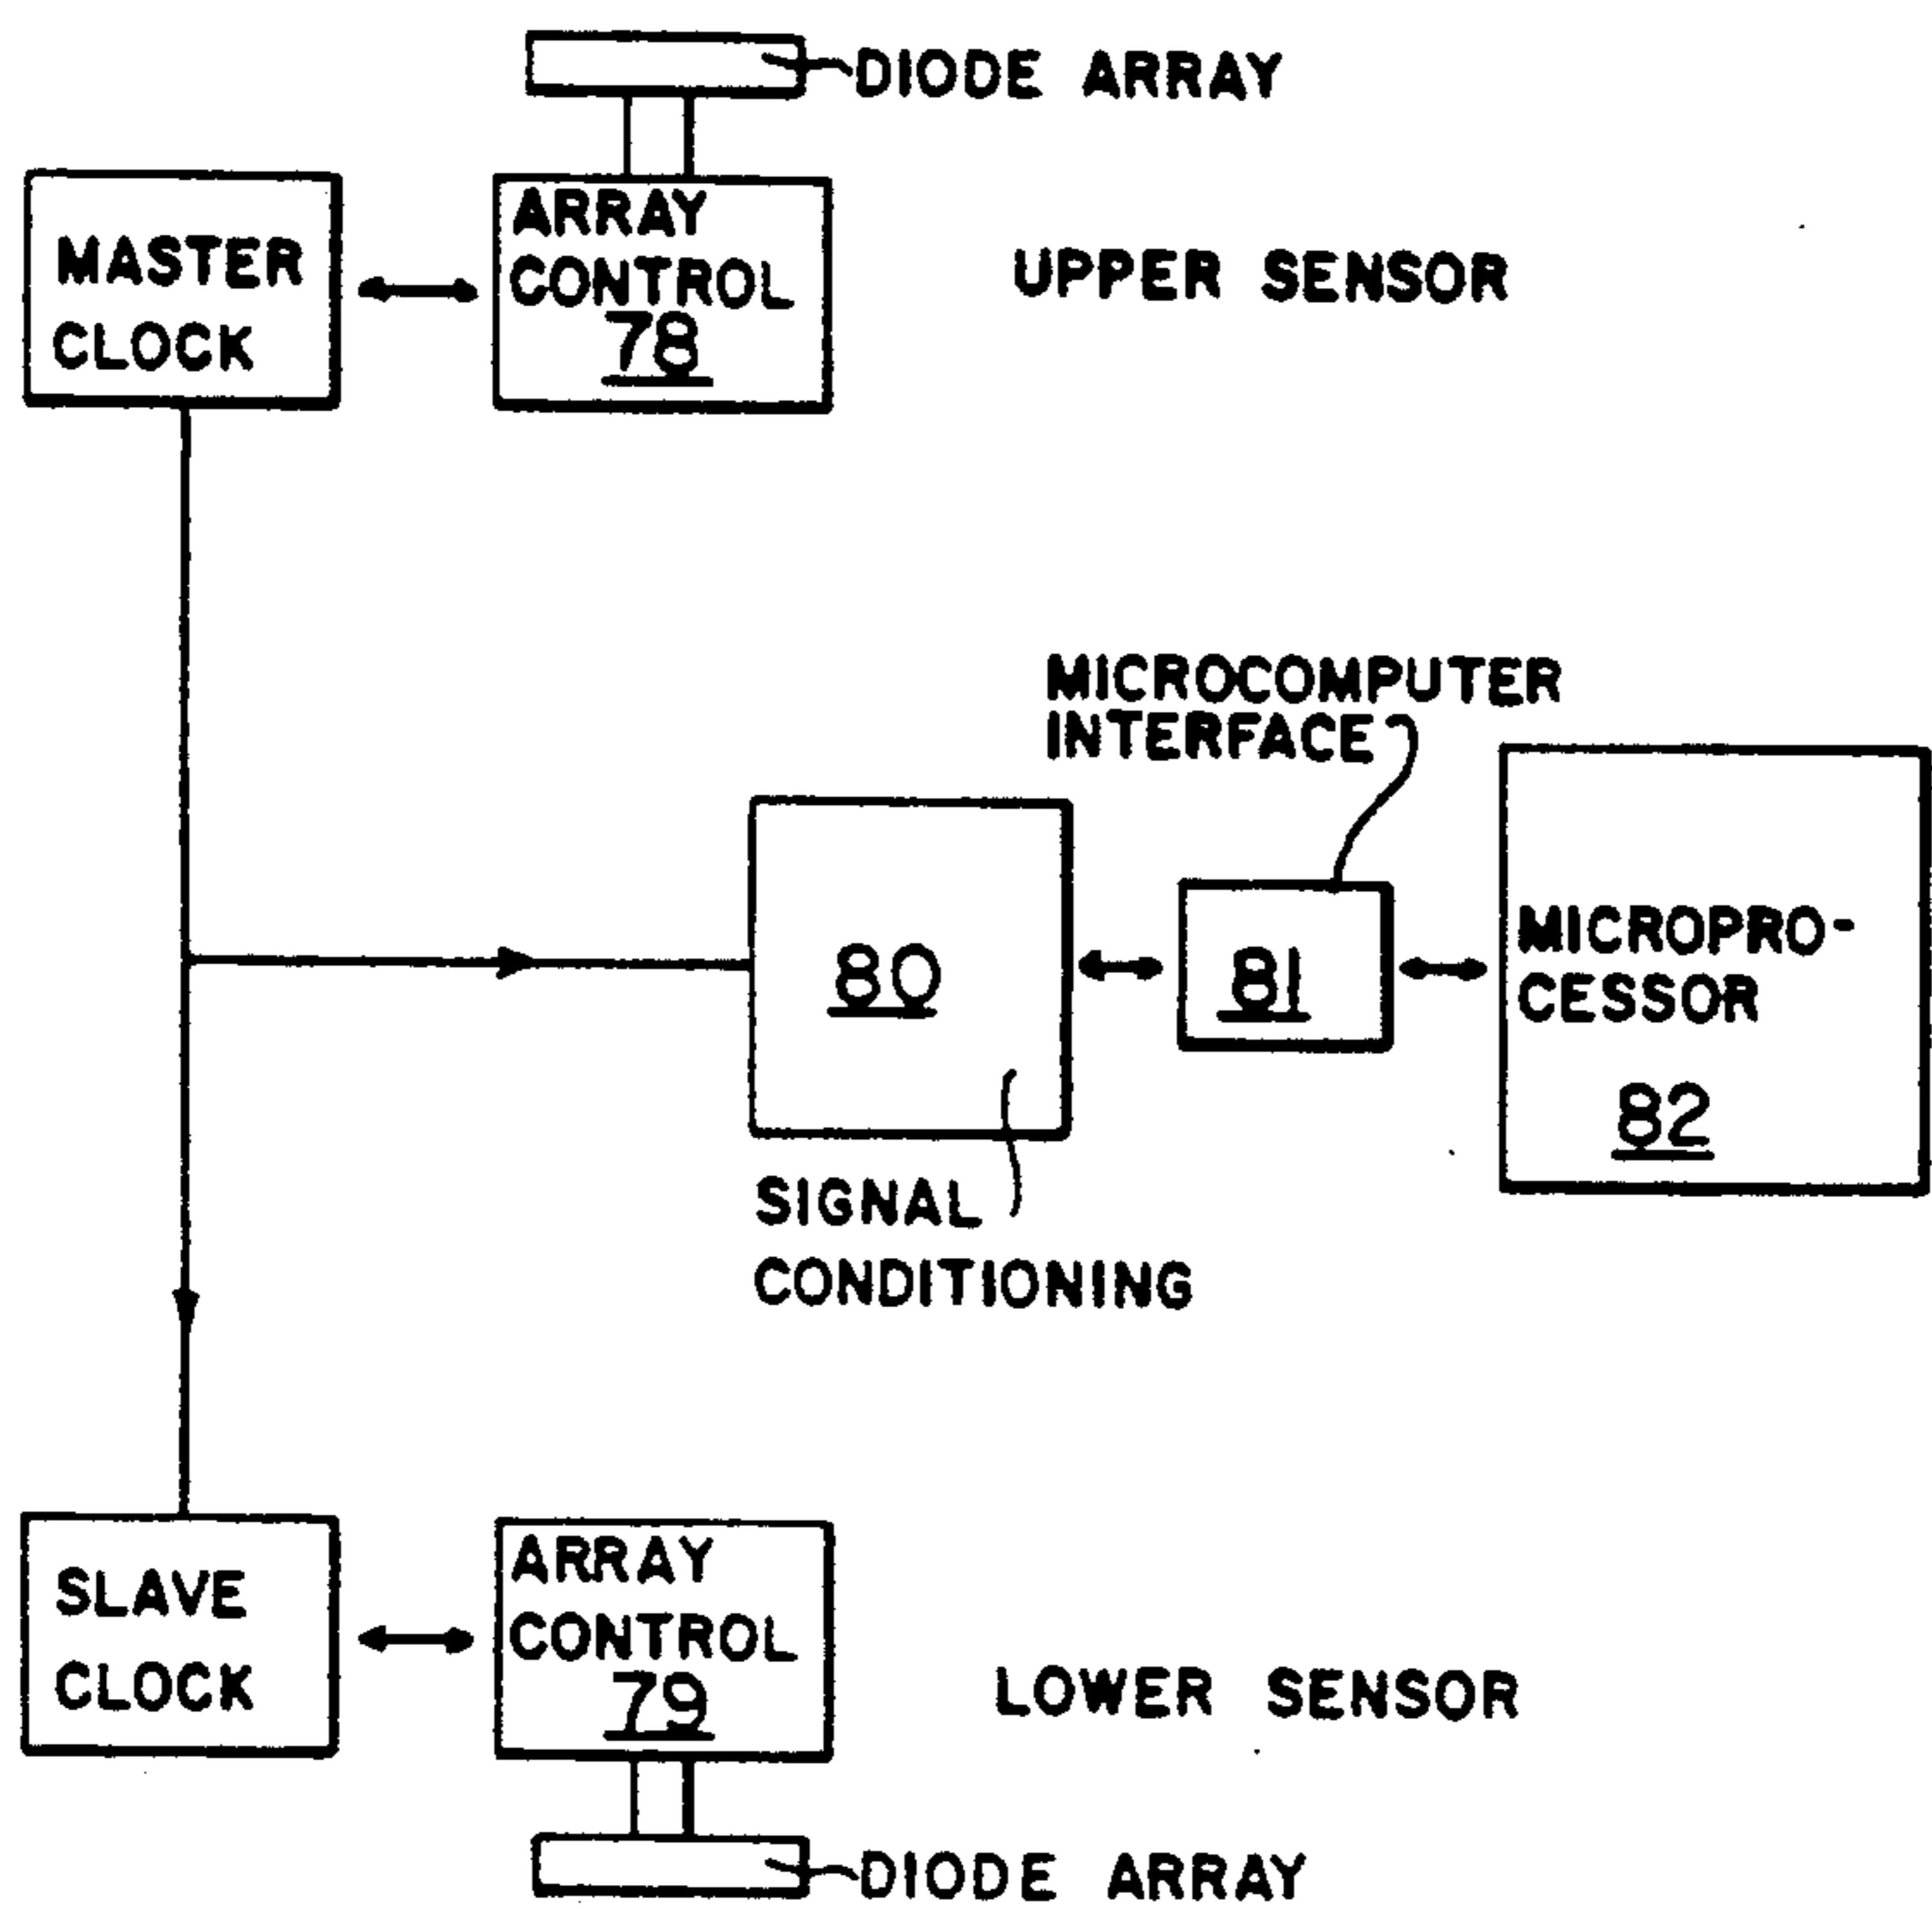 DIODE ARRAY
MASTER
CLOCK
ARRAY
CONTROL
78
UPPER SENSOR
MICROCOMPUTER
INTERFACE
80
81
MICROPRO-
CESSOR
82
SIGNAL
CONDITIONING
SLAVE
CLOCK
ARRAY
CONTROL
79
LOWER SENSOR
DIODE ARRAY